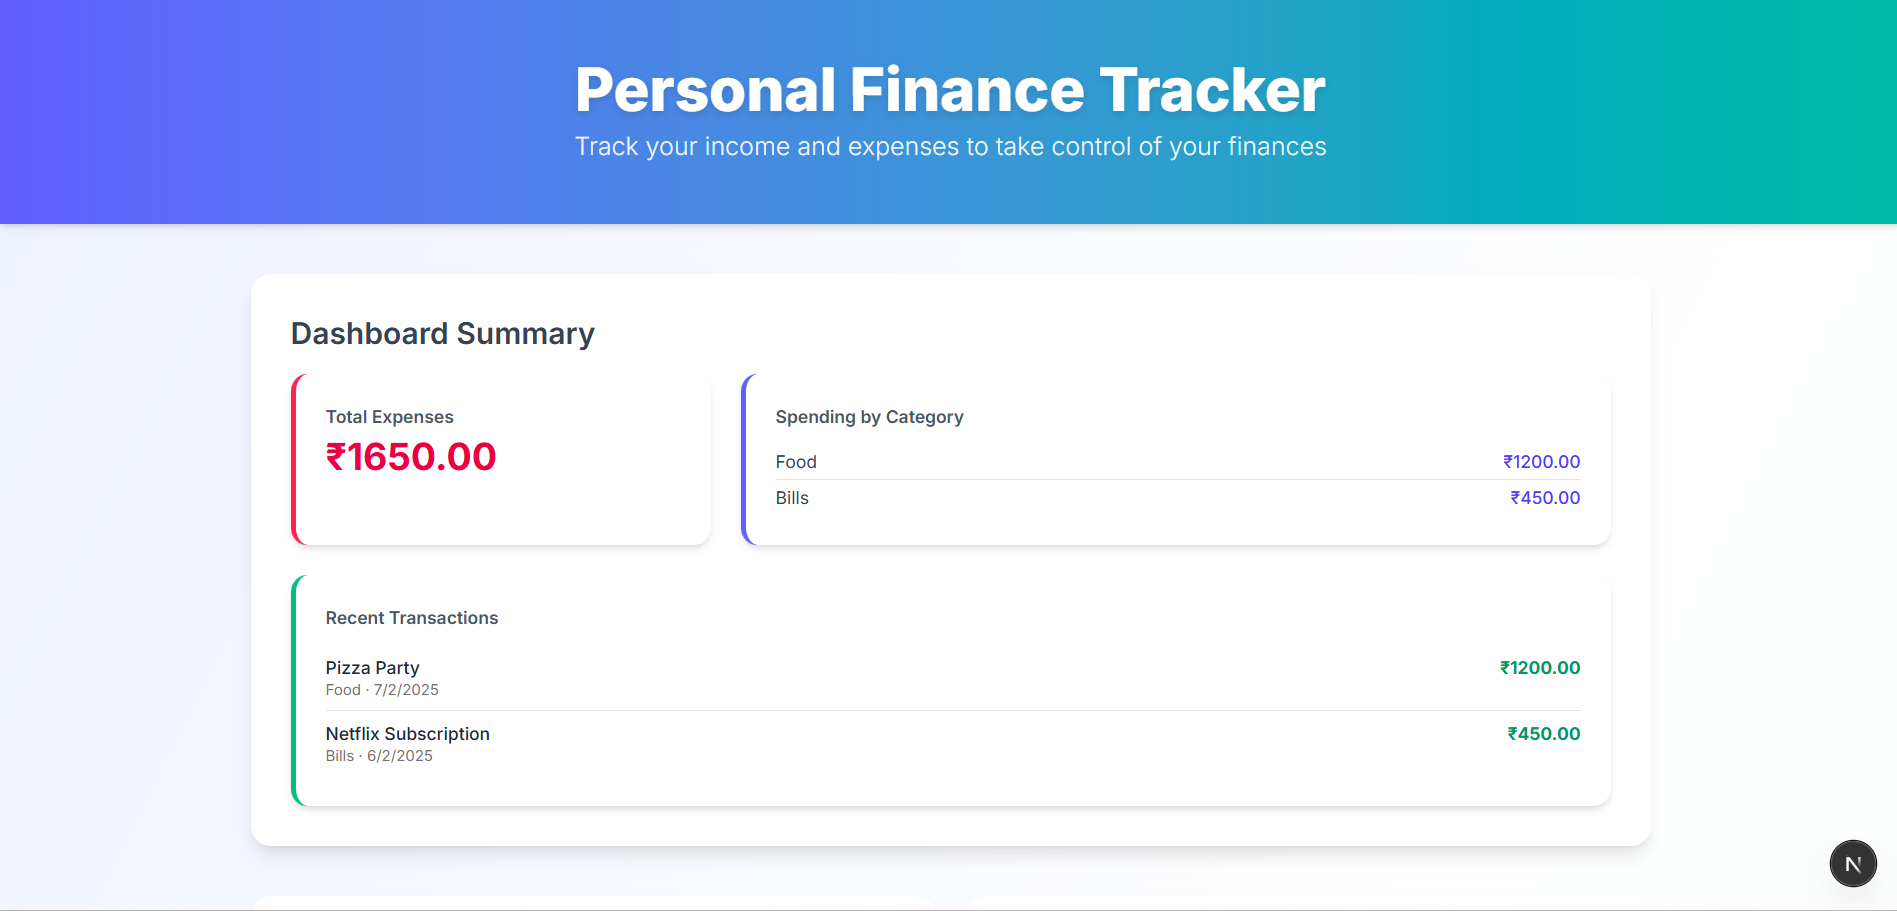 Personal Finance Tracker
Track your income and expenses to take control of your finances
Dashboard Summary
Total Expenses
₹1650.00
Spending by Category
Food ₹1200.00
Bills ₹450.00
Recent Transactions
Pizza Party ₹1200.00
Food · 7/2/2025
Netflix Subscription ₹450.00
Bills · 6/2/2025
N